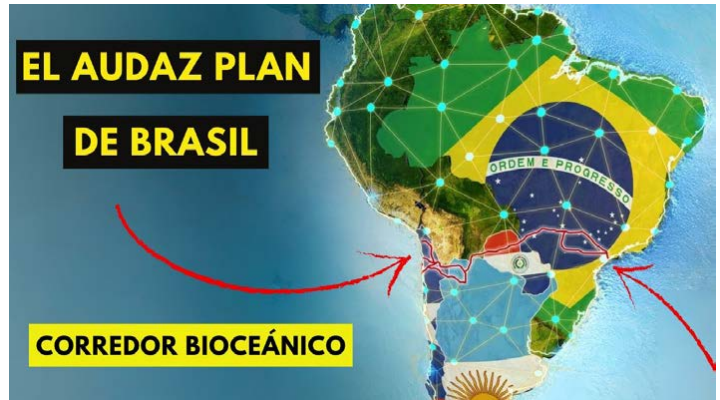 EL AUDAZ PLAN
DE BRASIL
ORDEM E PROGRESSO
CORREDOR BIOCEÁNICO